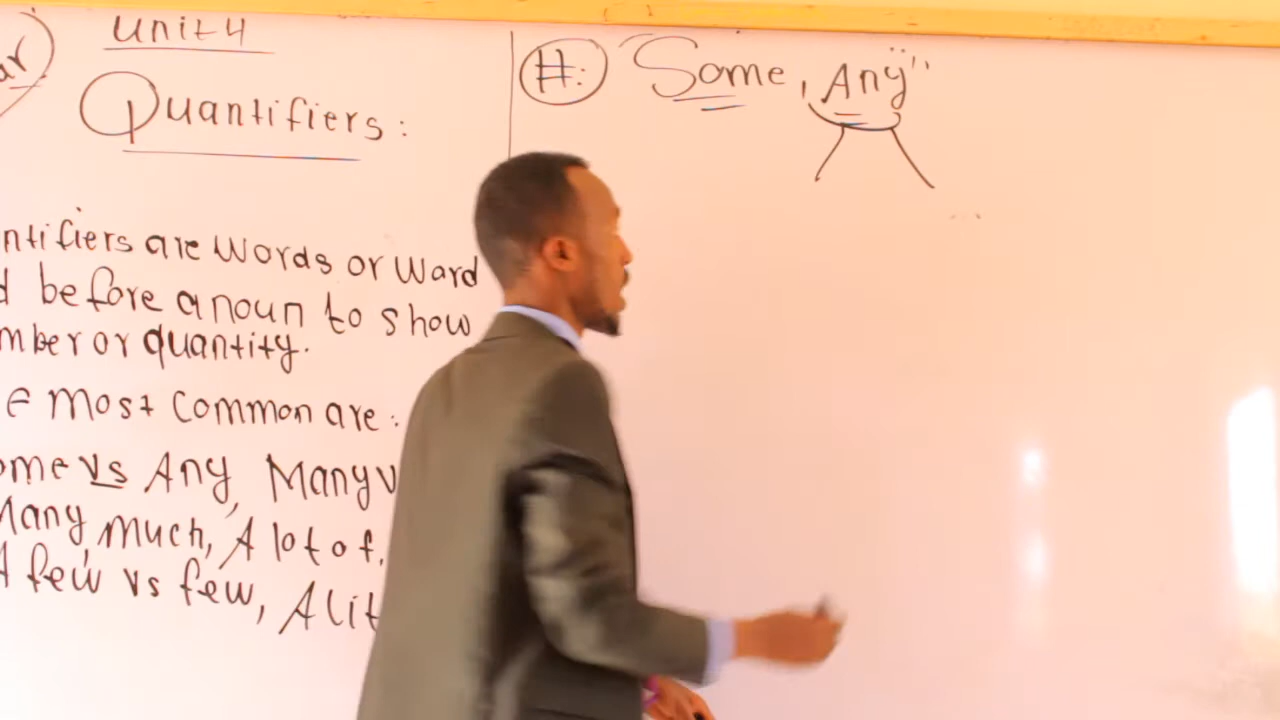 ar
Unit 4
Quantifiers:
ntifiers are Words or Word
d before a noun to show
mber or quantity.
e most common are:
ome vs Any, Many v
Many, much, A lot of.
A few vs few, A lit
#: "Some, Any"